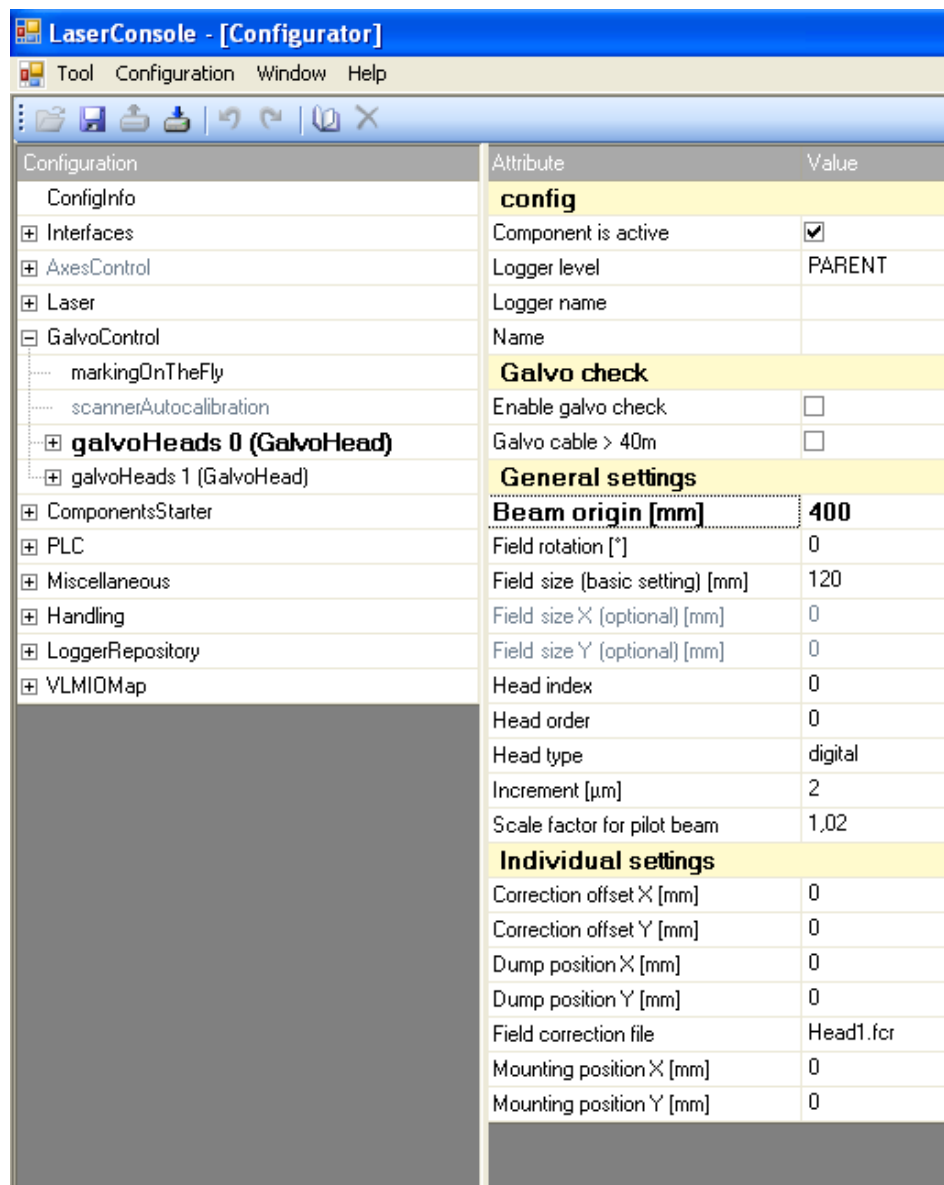 LaserConsole - [Configurator]
Tool Configuration Window Help
Configuration
ConfigInfo
Interfaces
AxesControl
Laser
GalvoControl
markingOnTheFly
scannerAutocalibration
galvoHeads 0 (GalvoHead)
galvoHeads 1 (GalvoHead)
ComponentsStarter
PLC
Miscellaneous
Handling
LoggerRepository
VLMIOMap
Attribute Value
config
Component is active
Logger level PARENT
Logger name
Name
Galvo check
Enable galvo check
Galvo cable > 40m
General settings
Beam origin [mm] 400
Field rotation [°] 0
Field size (basic setting) [mm] 120
Field size X (optional) [mm] 0
Field size Y (optional) [mm] 0
Head index 0
Head order 0
Head type digital
Increment [µm] 2
Scale factor for pilot beam 1,02
Individual settings
Correction offset X [mm] 0
Correction offset Y [mm] 0
Dump position X [mm] 0
Dump position Y [mm] 0
Field correction file Head1.fcr
Mounting position X [mm] 0
Mounting position Y [mm] 0